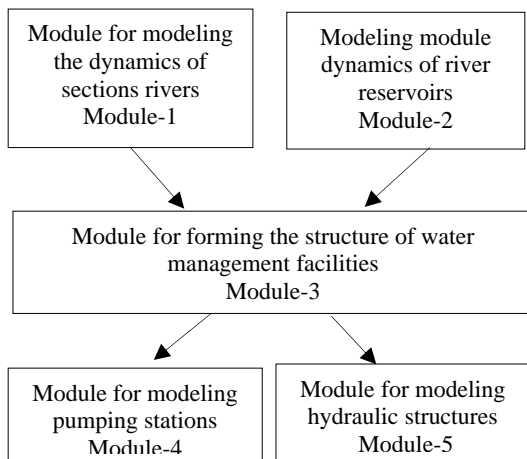 Module for modeling
the dynamics of
sections rivers
Module-1
Modeling module
dynamics of river
reservoirs
Module-2
Module for forming the structure of water
management facilities
Module-3
Module for modeling
pumping stations
Module-4
Module for modeling
hydraulic structures
Module-5